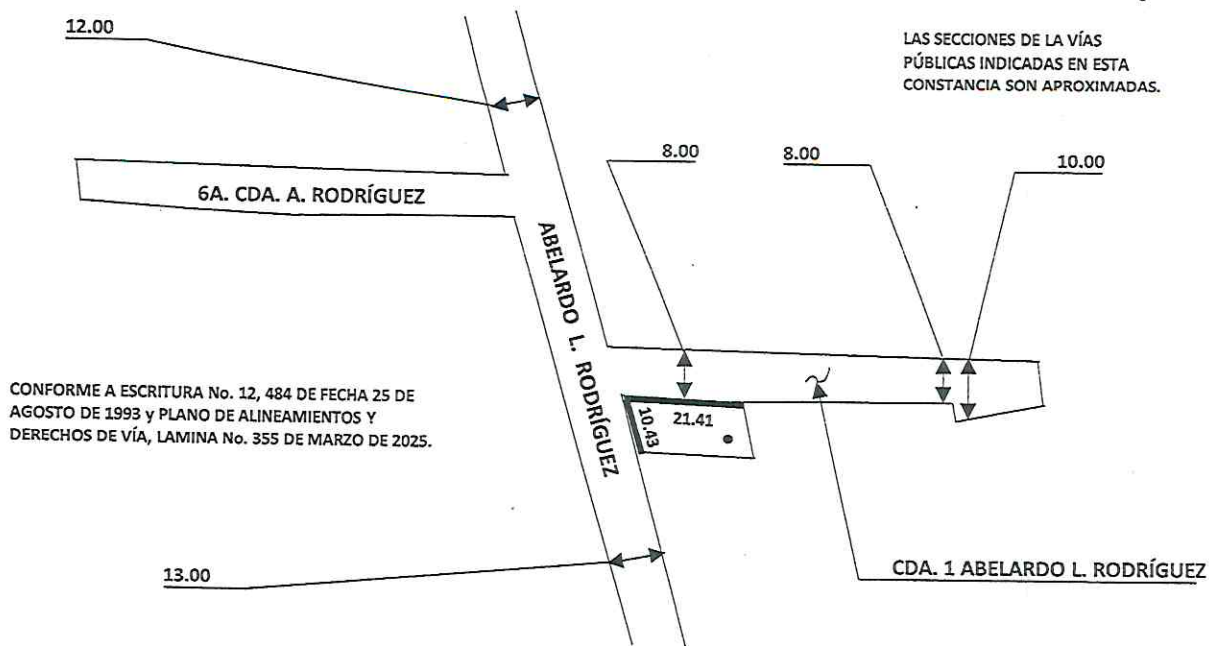 12.00
LAS SECCIONES DE LA VÍAS
PÚBLICAS INDICADAS EN ESTA
CONSTANCIA SON APROXIMADAS.
8.00
8.00
10.00
6A. CDA. A. RODRÍGUEZ
ABELARDO L. RODRÍGUEZ
CONFORME A ESCRITURA No. 12, 484 DE FECHA 25 DE
AGOSTO DE 1993 y PLANO DE ALINEAMIENTOS Y
DERECHOS DE VÍA, LAMINA No. 355 DE MARZO DE 2025.
10.43
21.41
13.00
CDA. 1 ABELARDO L. RODRÍGUEZ